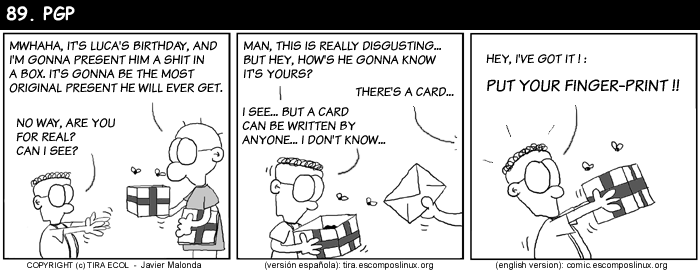 89. PGP
MWHAHA, IT'S LUCA'S BIRTHDAY, AND
I'M GONNA PRESENT HIM A SHIT IN
A BOX. IT'S GONNA BE THE MOST
ORIGINAL PRESENT HE WILL EVER GET.
NO WAY, ARE YOU
FOR REAL?
CAN I SEE?
MAN, THIS IS REALLY DISGUSTING...
BUT HEY, HOW'S HE GONNA KNOW
IT'S YOURS?
THERE'S A CARD...
I SEE... BUT A CARD
CAN BE WRITTEN BY
ANYONE... I DON'T KNOW...
HEY, I'VE GOT IT ! :
PUT YOUR FINGER-PRINT !!
COPYRIGHT (c) TIRA ECOL - Javier Malonda
(versión española): tira.escomposlinux.org
(english version): comic.escomposlinux.org